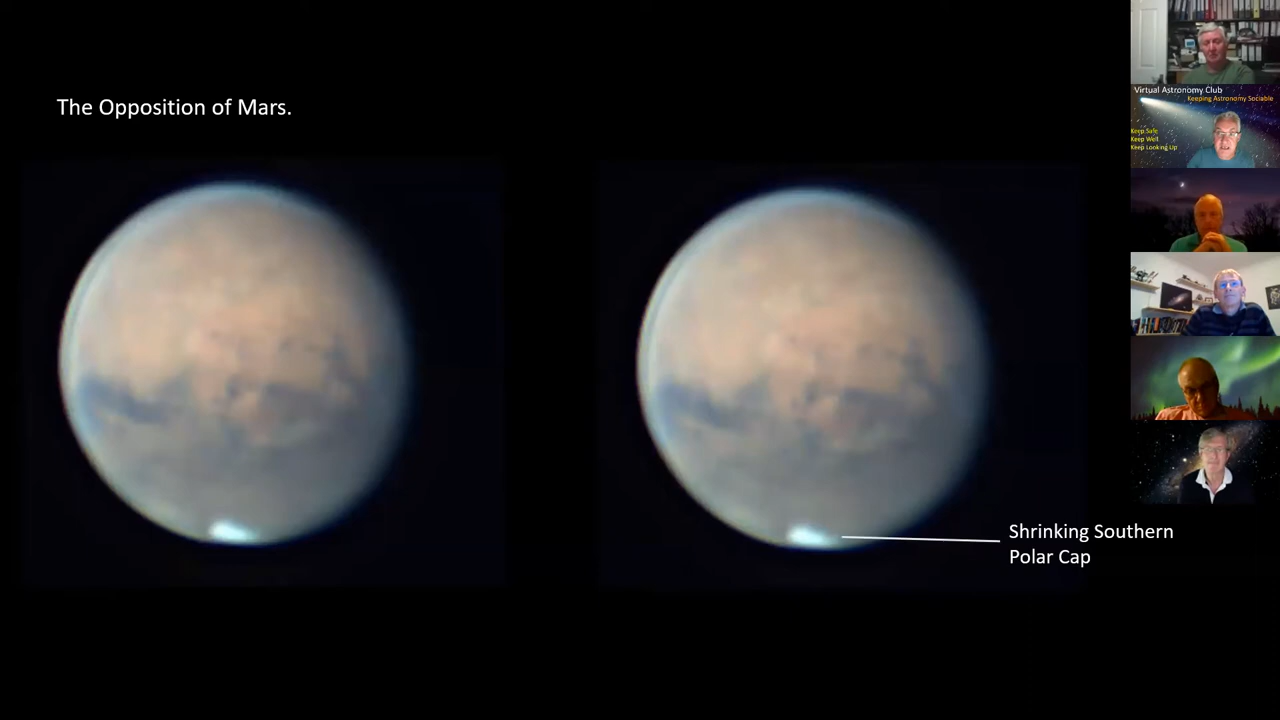 The Opposition of Mars.
Virtual Astronomy Club
Keeping Astronomy Sociable
Keep Safe
Keep Well
Keep Looking Up
Shrinking Southern
Polar Cap